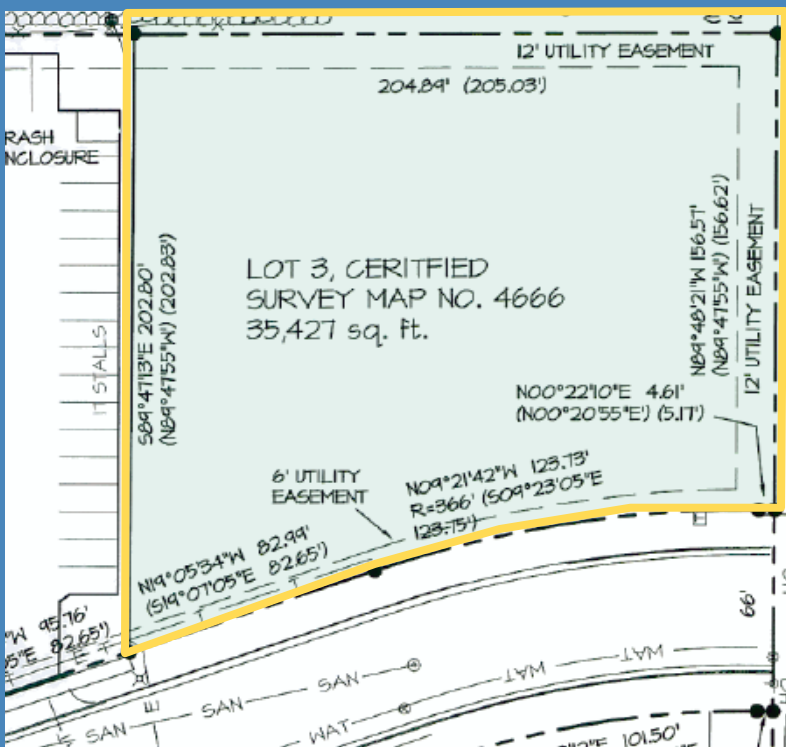 12' UTILITY EASEMENT
204.89' (205.03')
RASH
NCLOSURE
LOT 3, CERITFIED
SURVEY MAP NO. 4666
35,427 sq. ft.
S89°47'13"E 202.80'
(N89°47'55"W) (202.83')
17 STALLS
N89°48'21"W 156.57'
(N89°47'55"W) (156.62')
12' UTILITY EASEMENT
N00°22'10"E 4.61'
(N00°20'55"E') (5.17')
6' UTILITY
EASEMENT
N09°21'42"W 123.73'
R=366' (S09°23'05"E
123.75')
N19°05'34"W 82.99'
(S19°07'05"E 82.65')
"W 95.76'
05"E 82.65')
66'
SAN
SAN
SAN
WAT
WAT
WAT
E
"E 101.50'